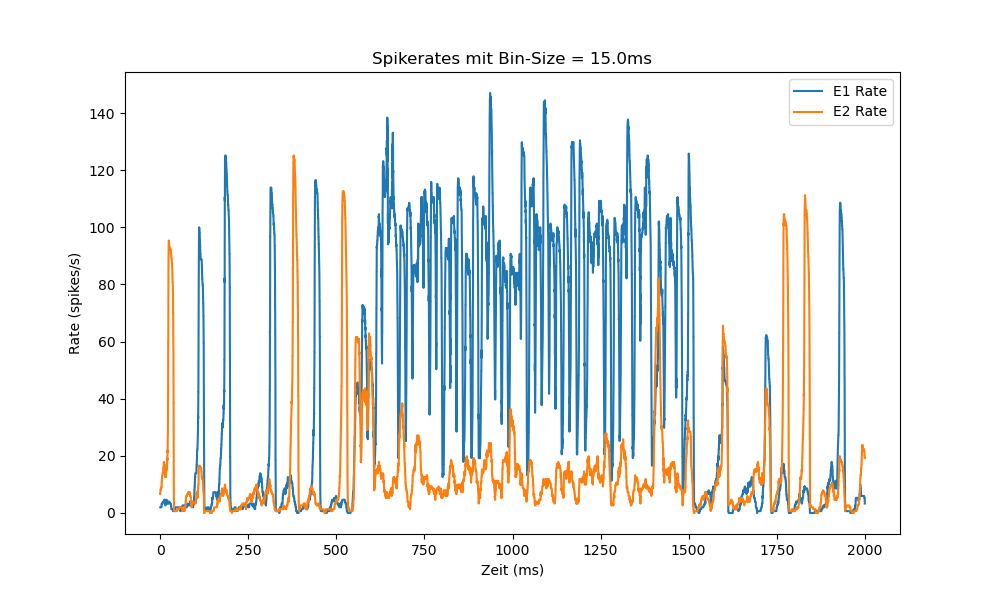 Spikerates mit Bin-Size = 15.0ms
E1 Rate
E2 Rate
Rate (spikes/s)
140
120
100
80
60
40
20
0
0 250 500 750 1000 1250 1500 1750 2000
Zeit (ms)